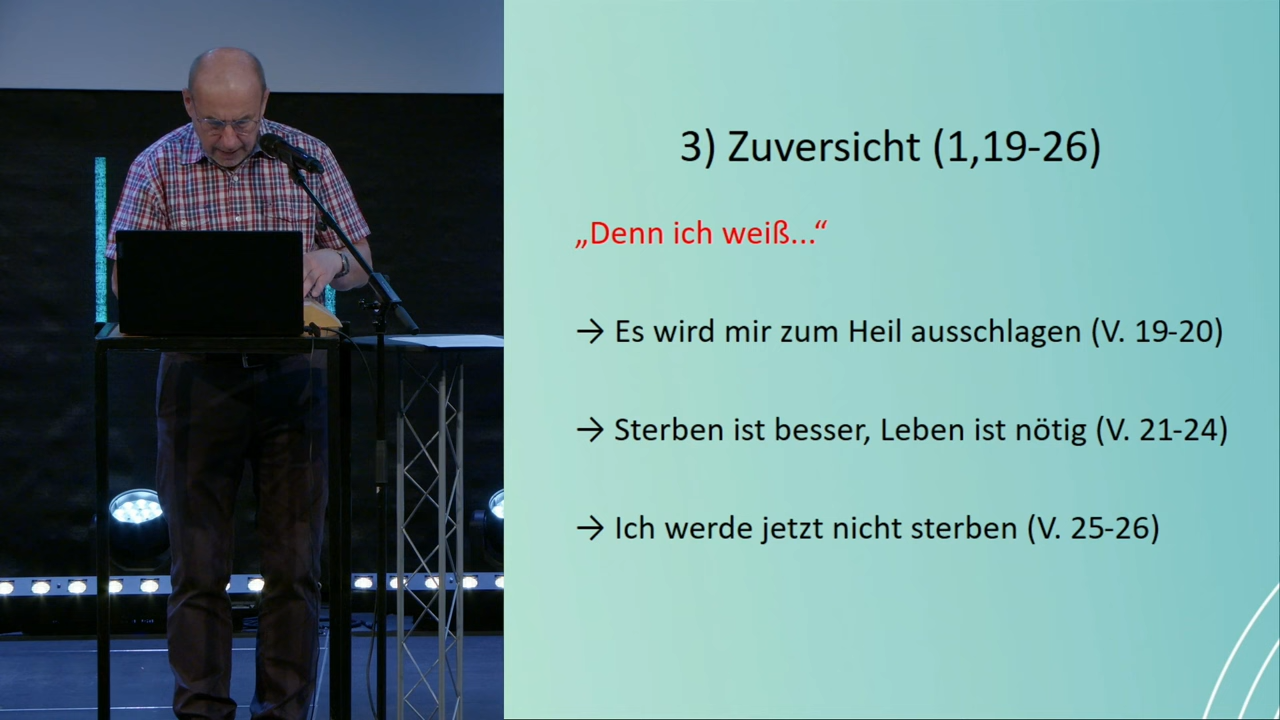 3) Zuversicht (1,19-26)
„Denn ich weiß...“
→ Es wird mir zum Heil ausschlagen (V. 19-20)
→ Sterben ist besser, Leben ist nötig (V. 21-24)
→ Ich werde jetzt nicht sterben (V. 25-26)